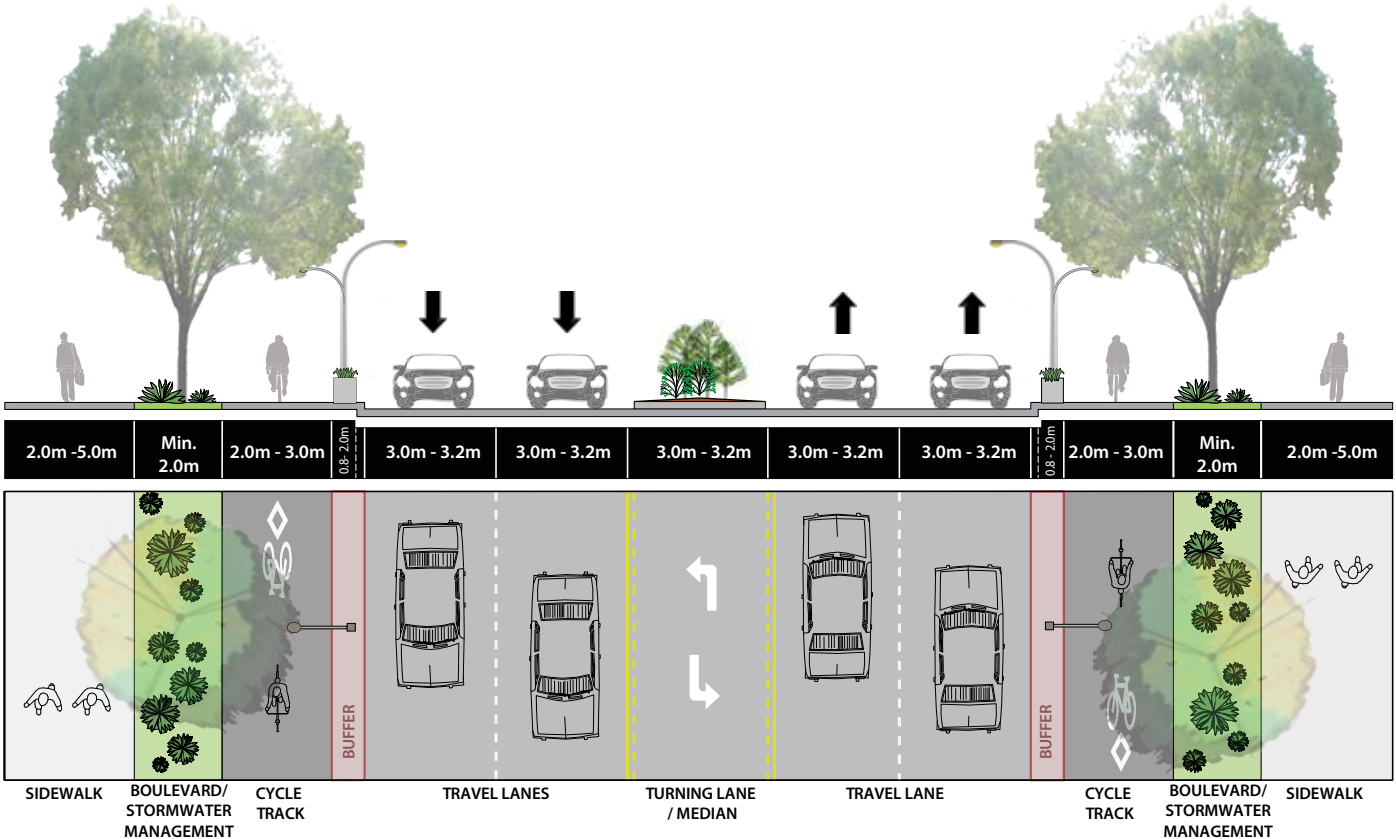 2.0m -5.0m
Min.
2.0m
2.0m - 3.0m
0.8- 2.0m
3.0m - 3.2m
3.0m - 3.2m
3.0m - 3.2m
3.0m - 3.2m
3.0m - 3.2m
0.8 - 2.0m
2.0m - 3.0m
Min.
2.0m
2.0m -5.0m
BUFFER
BUFFER
SIDEWALK
BOULEVARD/
STORMWATER
MANAGEMENT
CYCLE
TRACK
TRAVEL LANES
TURNING LANE
/ MEDIAN
TRAVEL LANE
CYCLE
TRACK
BOULEVARD/
STORMWATER
MANAGEMENT
SIDEWALK